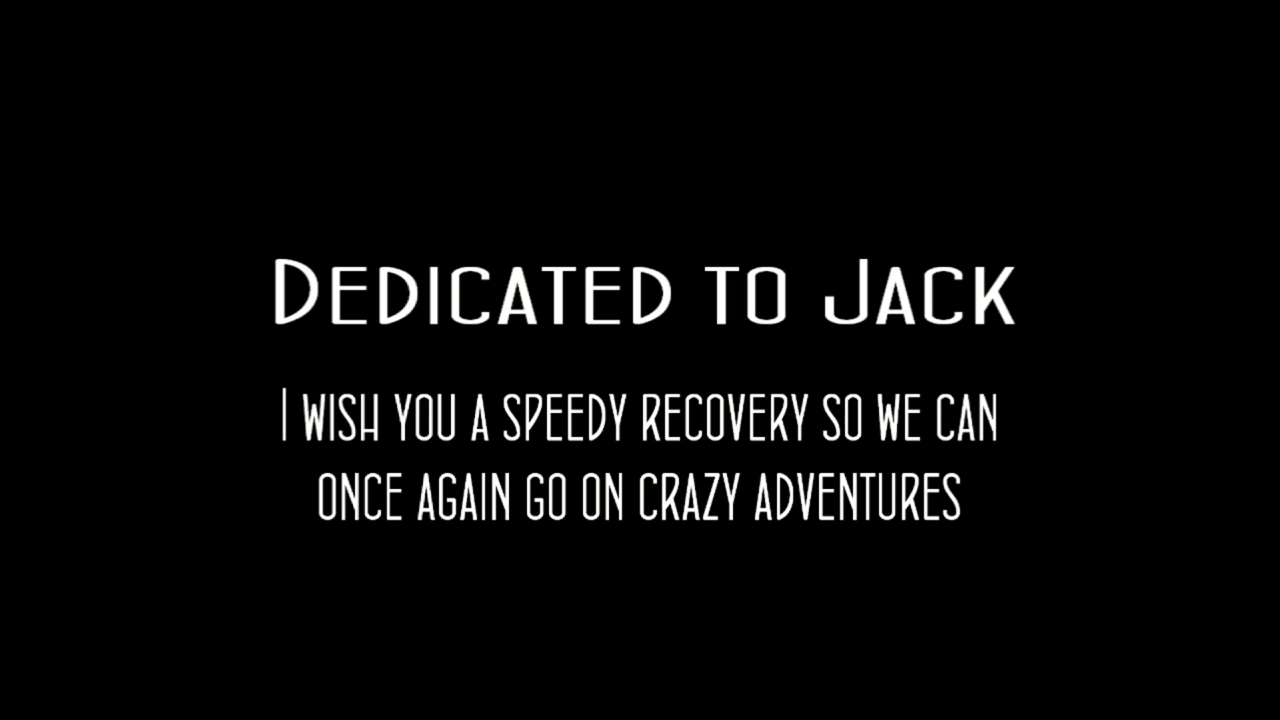 Dedicated to Jack
I wish you a speedy recovery so we can
once again go on crazy adventures